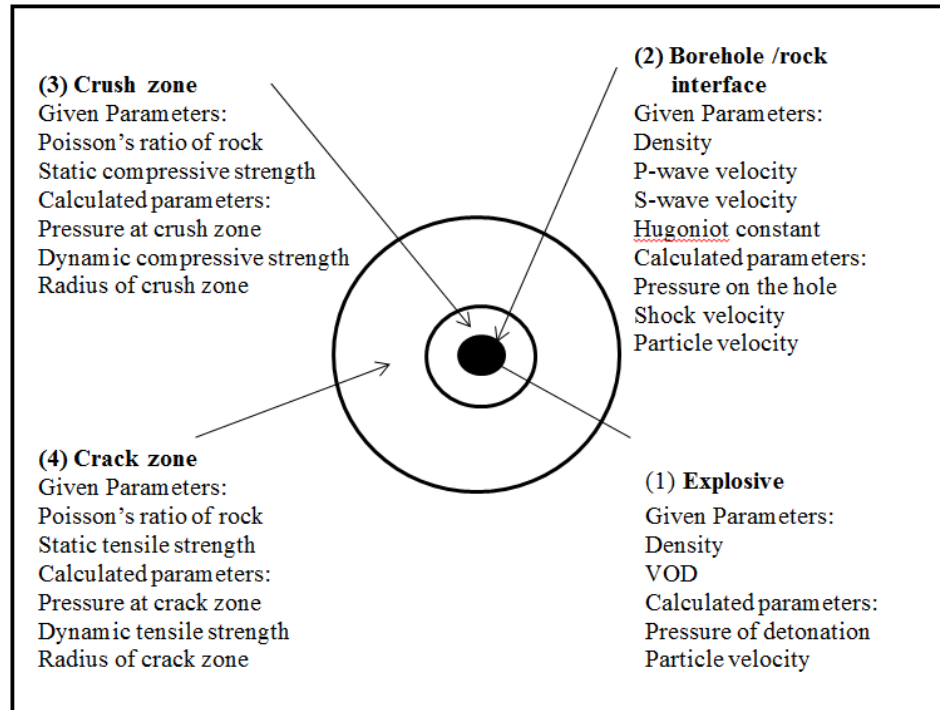 (3) Crush zone
Given Parameters:
Poisson's ratio of rock
Static compressive strength
Calculated parameters:
Pressure at crush zone
Dynamic compressive strength
Radius of crush zone
(2) Borehole /rock
interface
Given Parameters:
Density
P-wave velocity
S-wave velocity
Hugoniot constant
Calculated parameters:
Pressure on the hole
Shock velocity
Particle velocity
(4) Crack zone
Given Parameters:
Poisson's ratio of rock
Static tensile strength
Calculated parameters:
Pressure at crack zone
Dynamic tensile strength
Radius of crack zone
(1) Explosive
Given Parameters:
Density
VOD
Calculated parameters:
Pressure of detonation
Particle velocity